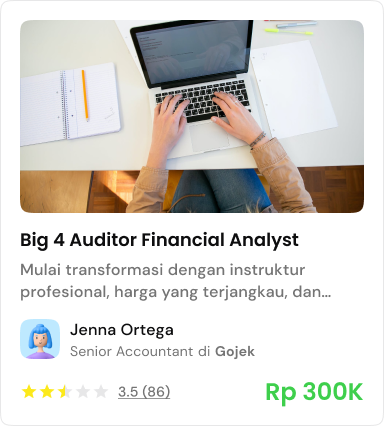 Big 4 Auditor Financial Analyst
Mulai transformasi dengan instruktur
profesional, harga yang terjangkau, dan...
Jenna Ortega
Senior Accountant di Gojek
3.5 (86)
Rp 300K